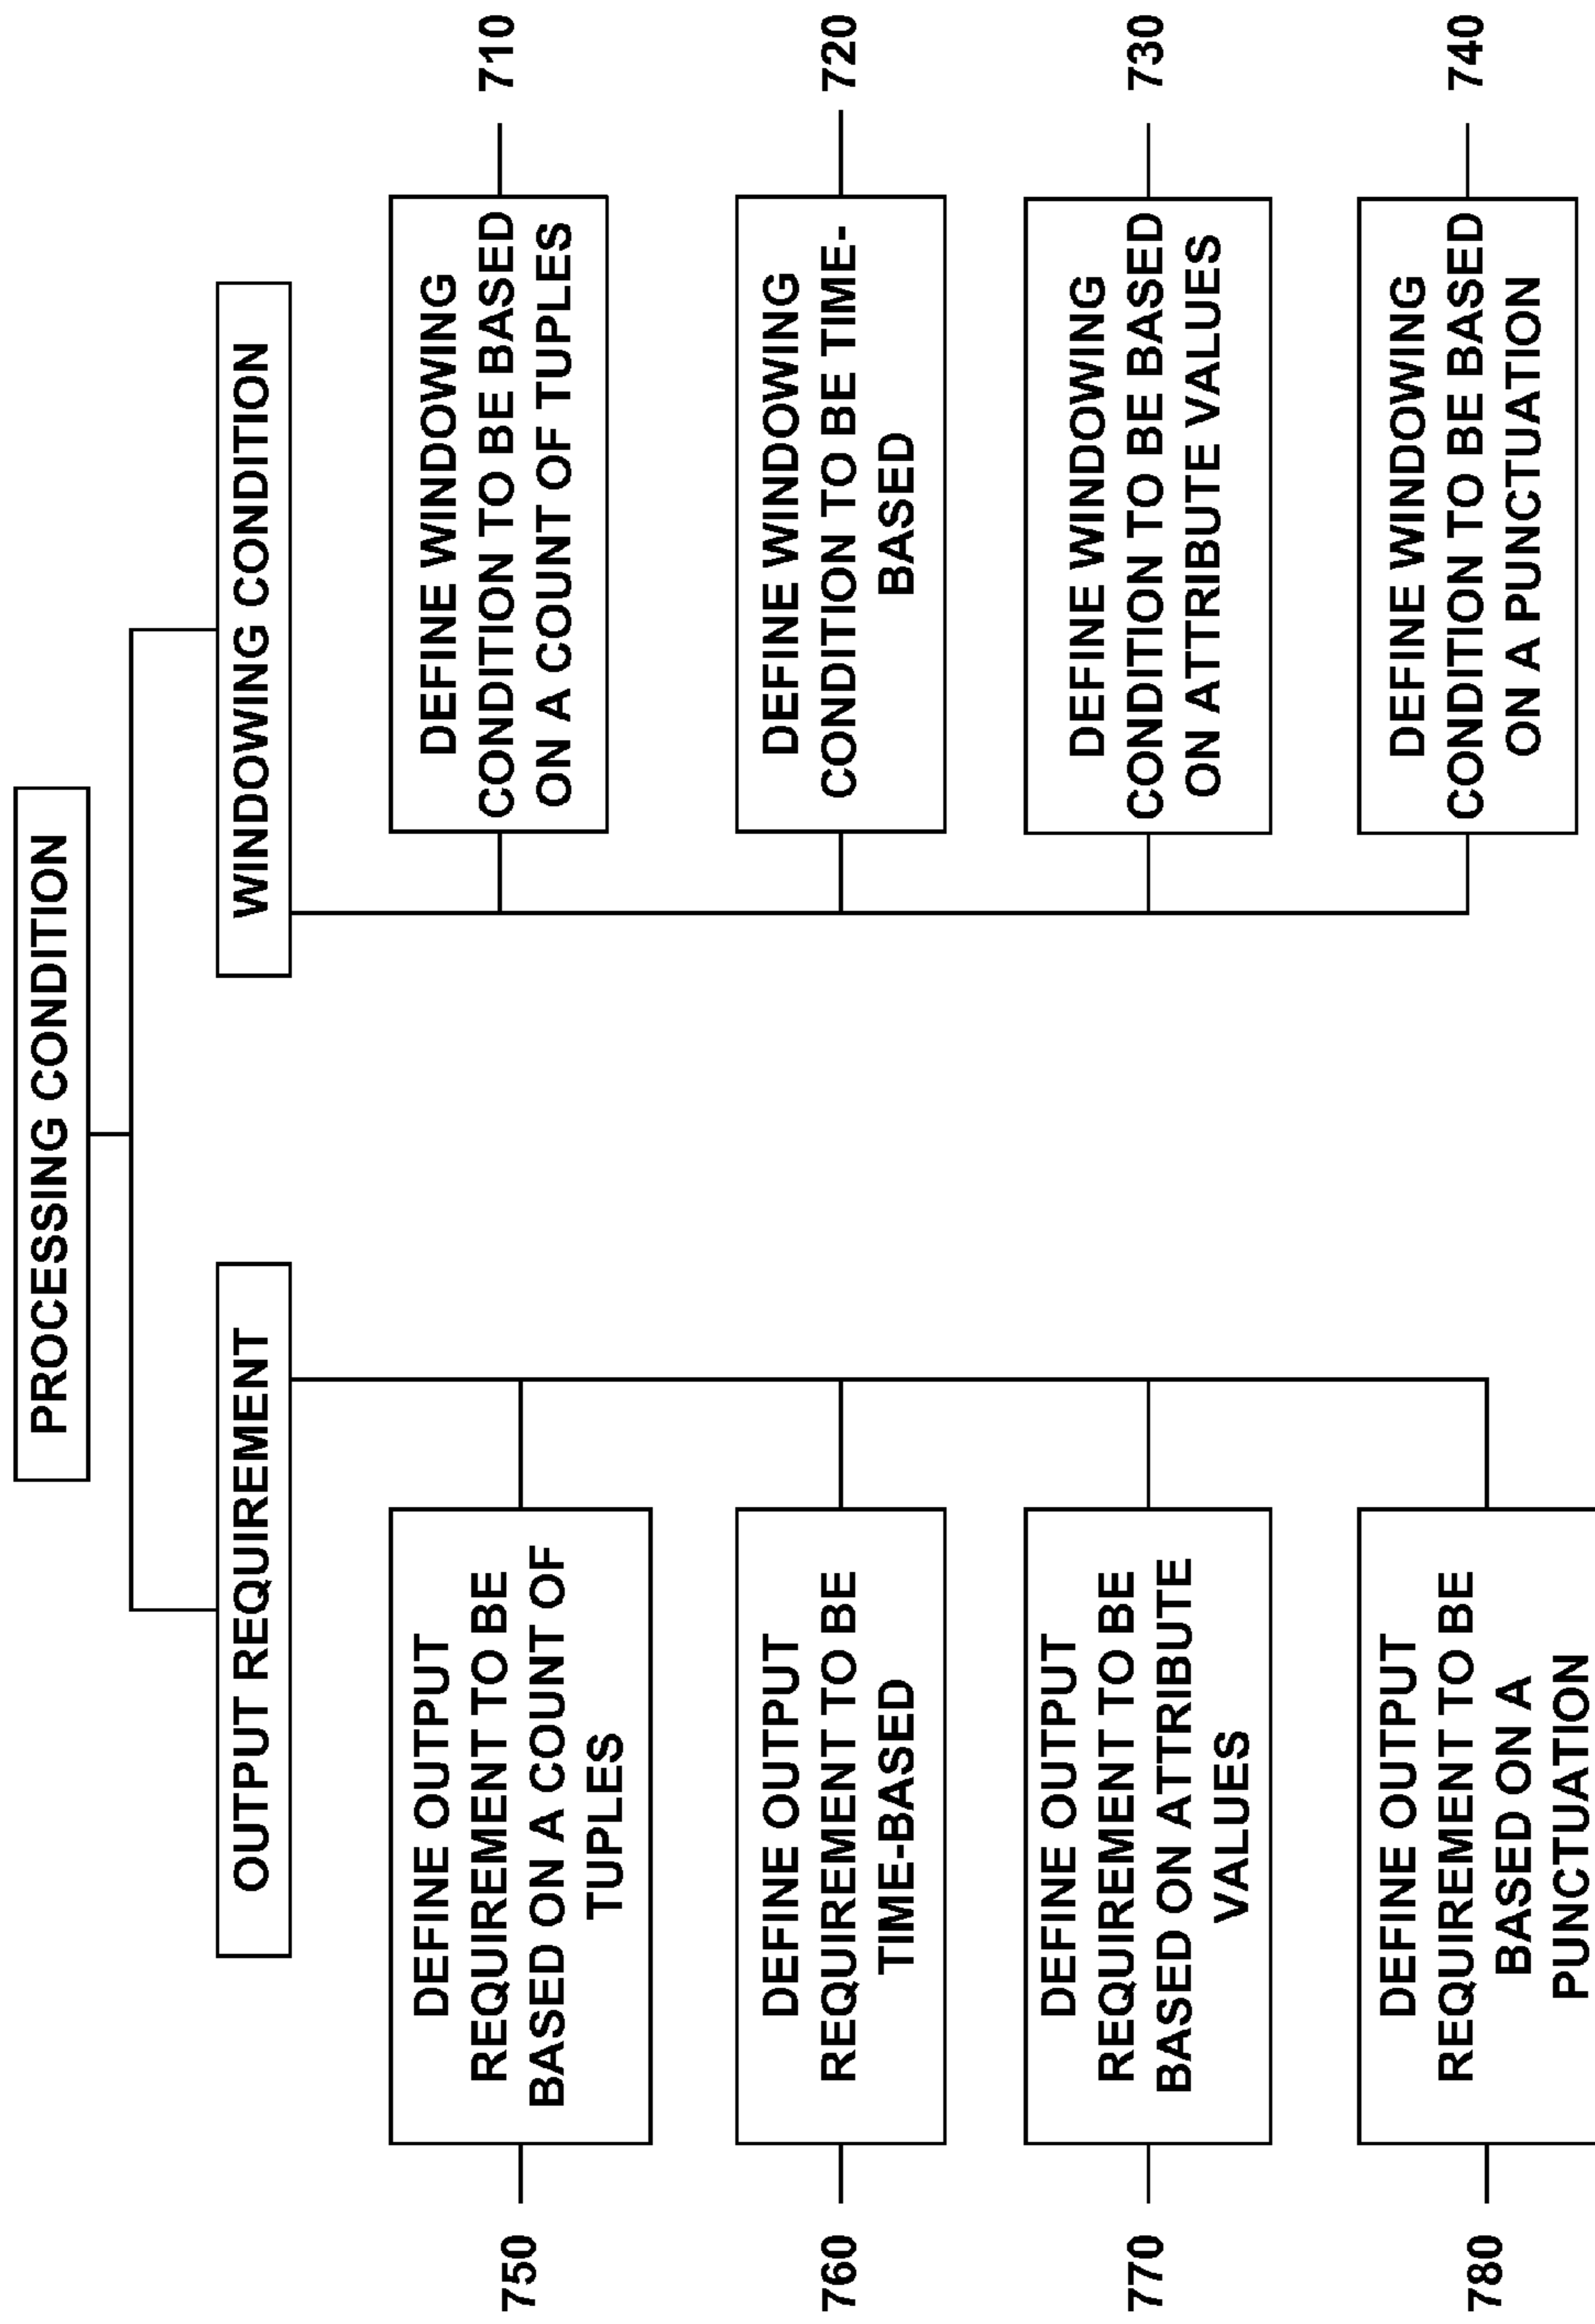 PROCESSING CONDITION
OUTPUT REQUIREMENT
WINDOWING CONDITION
750
DEFINE OUTPUT
REQUIREMENT TO BE
BASED ON A COUNT OF
TUPLES
DEFINE WINDOWING
CONDITION TO BE BASED
ON A COUNT OF TUPLES
710
760
DEFINE OUTPUT
REQUIREMENT TO BE
TIME-BASED
DEFINE WINDOWING
CONDITION TO BE TIME-
BASED
720
770
DEFINE OUTPUT
REQUIREMENT TO BE
BASED ON ATTRIBUTE
VALUES
DEFINE WINDOWING
CONDITION TO BE BASED
ON ATTRIBUTE VALUES
730
780
DEFINE OUTPUT
REQUIREMENT TO BE
BASED ON A
PUNCTUATION
DEFINE WINDOWING
CONDITION TO BE BASED
ON A PUNCTUATION
740